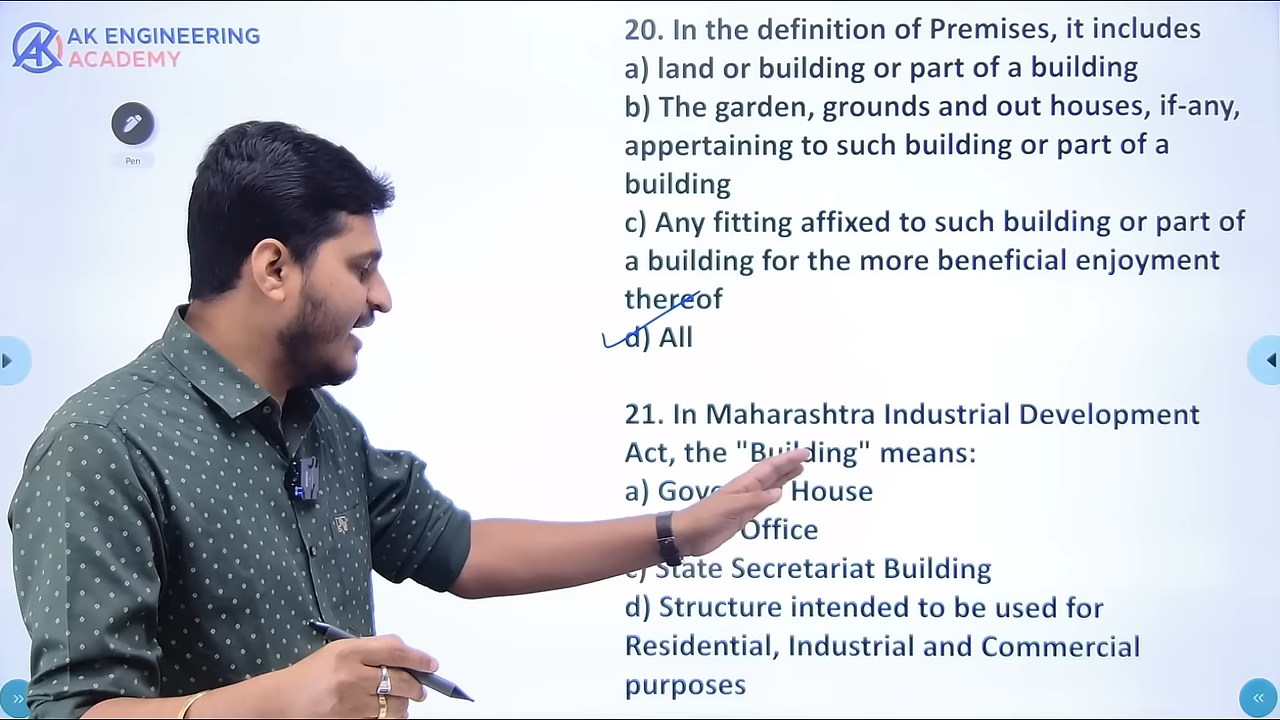 AK ENGINEERING
ACADEMY
Pen
20. In the definition of Premises, it includes
a) land or building or part of a building
b) The garden, grounds and out houses, if-any,
appertaining to such building or part of a
building
c) Any fitting affixed to such building or part of
a building for the more beneficial enjoyment
thereof
d) All
21. In Maharashtra Industrial Development
Act, the "Building" means:
a) House
Office
c) State Secretariat Building
d) Structure intended to be used for
Residential, Industrial and Commercial
purposes